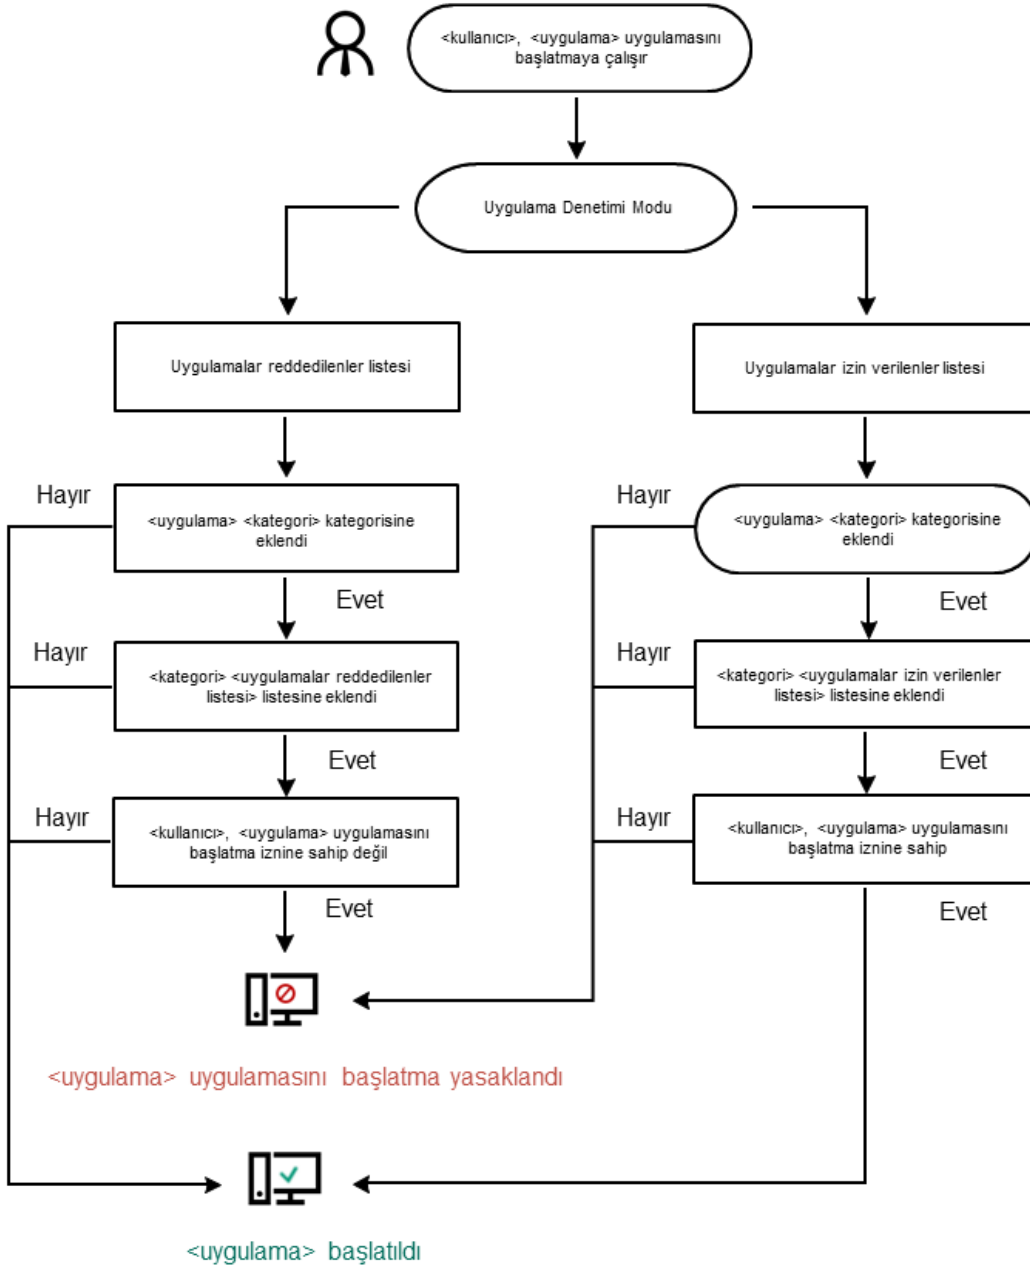 <kullanıcı>, <uygulama> uygulamasını
başlatmaya çalışır
Uygulama Denetimi Modu
Uygulamalar reddedilenler listesi
Uygulamalar izin verilenler listesi
Hayır
<uygulama> <kategori> kategorisine
eklendi
Hayır
<uygulama> <kategori> kategorisine
eklendi
Evet
Evet
Hayır
<kategori> <uygulamalar reddedilenler
listesi> listesine eklendi
Hayır
<kategori> <uygulamalar izin verilenler
listesi> listesine eklendi
Evet
Evet
Hayır
<kullanıcı>, <uygulama> uygulamasını
başlatma iznine sahip değil
Hayır
<kullanıcı>, <uygulama> uygulamasını
başlatma iznine sahip
Evet
Evet
<uygulama> uygulamasını başlatma yasaklandı
<uygulama> başlatıldı